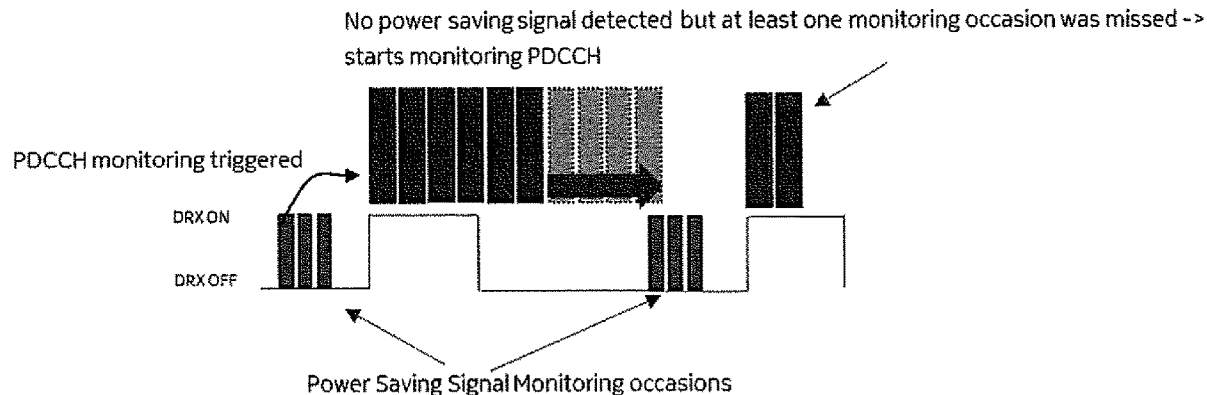 No power saving signal detected but at least one monitoring occasion was missed ->
starts monitoring PDCCH
PDCCH monitoring triggered
DRX ON
DRX OFF
Power Saving Signal Monitoring occasions